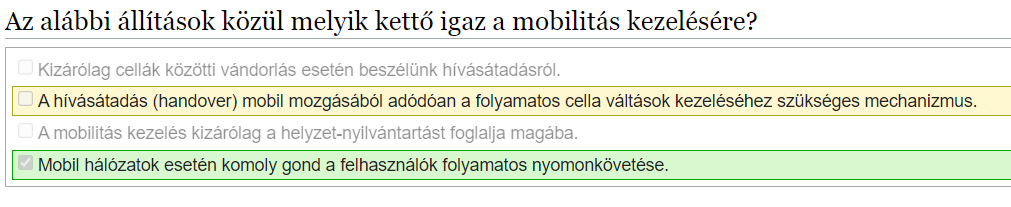 Az alábbi állítások közül melyik kettő igaz a mobilitás kezelésére?
Kizárólag cellák közötti vándorlás esetén beszélünk hívásátadásról.
A hívásátadás (handover) mobil mozgásából adódóan a folyamatos cella váltások kezeléséhez szükséges mechanizmus.
A mobilitás kezelés kizárólag a helyzet-nyilvántartást foglalja magába.
Mobil hálózatok esetén komoly gond a felhasználók folyamatos nyomonkövetése.